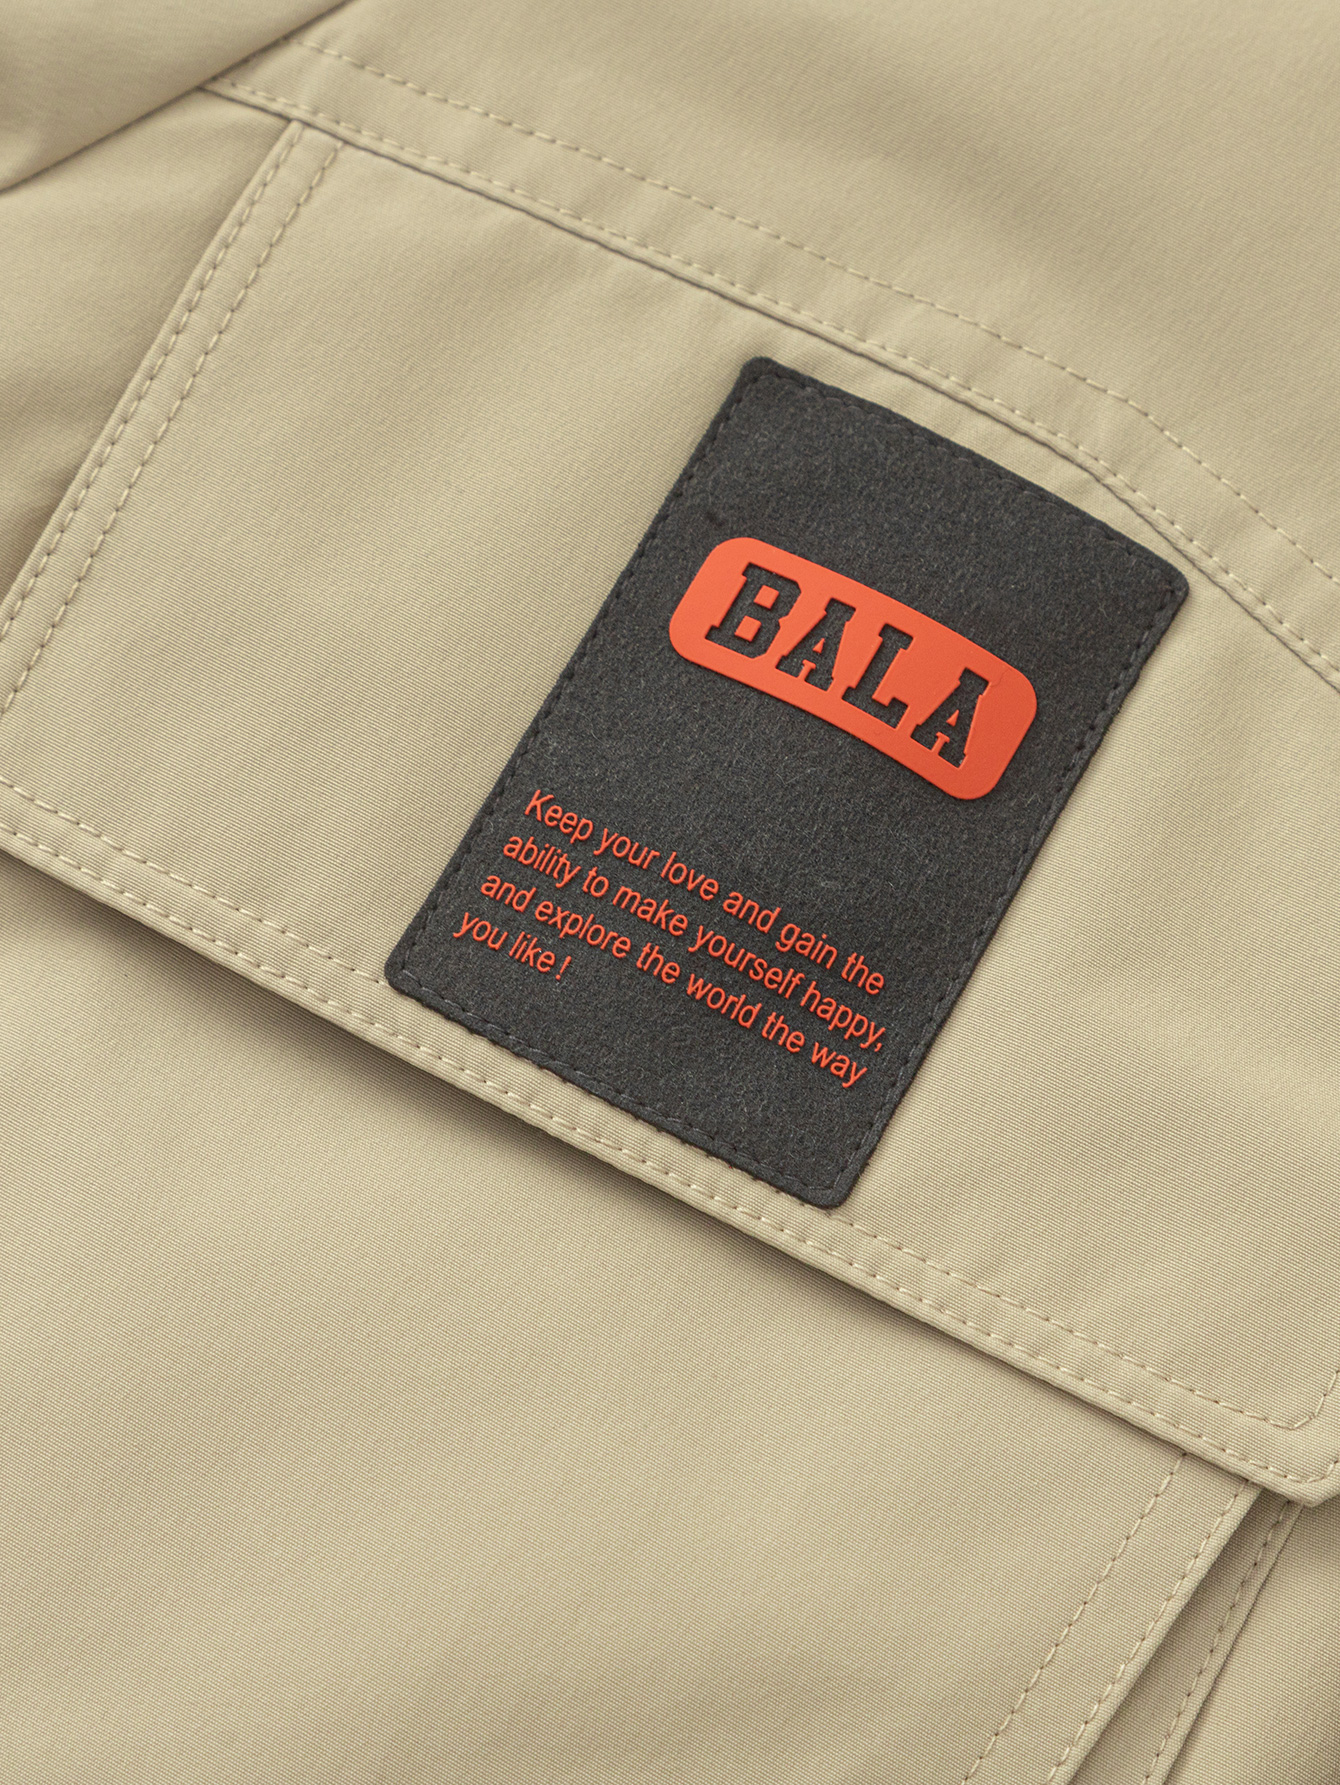 BALA
Keep your love and gain the
ability to make yourself happy,
and explore the world the way
you like !